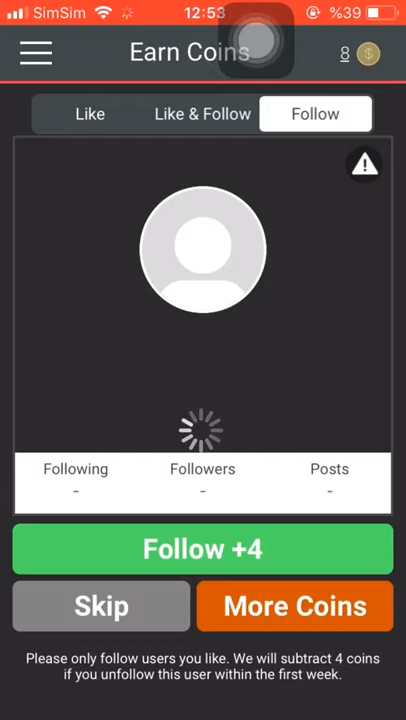 SimSim 12:53 %39
Earn Coins 8
Like Like & Follow Follow
Following Followers Posts
- - -
Follow +4
Skip More Coins
Please only follow users you like. We will subtract 4 coins
if you unfollow this user within the first week.